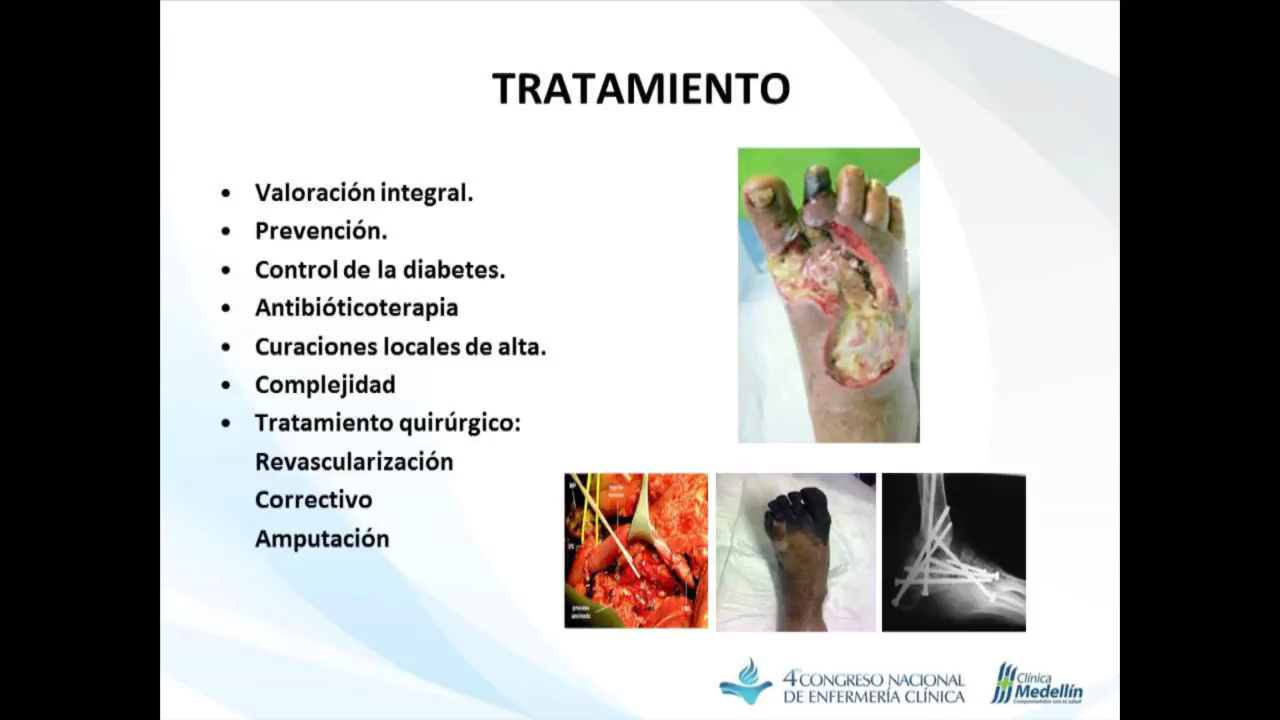 TRATAMIENTO
• Valoración integral.
• Prevención.
• Control de la diabetes.
• Antibióticoterapia
• Curaciones locales de alta.
• Complejidad
• Tratamiento quirúrgico:
Revascularización
Correctivo
Amputación
4 CONGRESO NACIONAL
DE ENFERMERÍA CLÍNICA
Clínica
Medellín